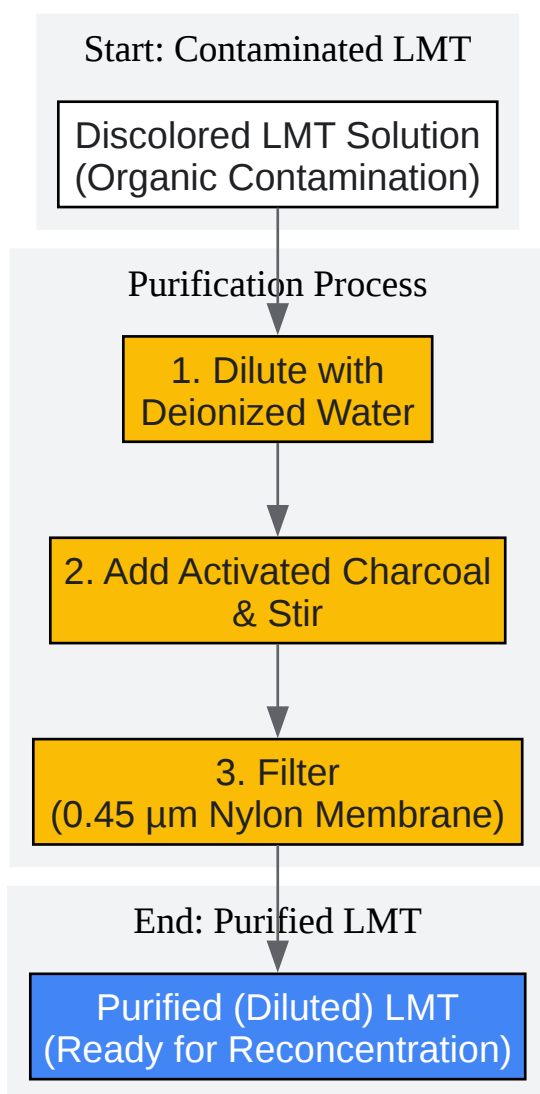 Start: Contaminated LMT
Discolored LMT Solution
(Organic Contamination)
Purification Process
1. Dilute with
Deionized Water
2. Add Activated Charcoal
& Stir
3. Filter
(0.45 µm Nylon Membrane)
End: Purified LMT
Purified (Diluted) LMT
(Ready for Reconcentration)